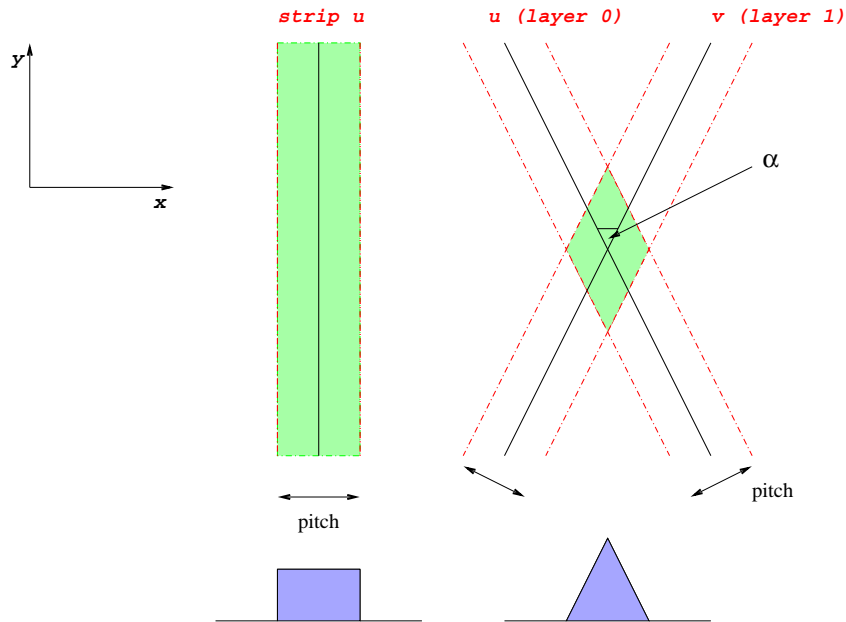 strip u
u (layer 0)
v (layer 1)
y
x
α
pitch
pitch